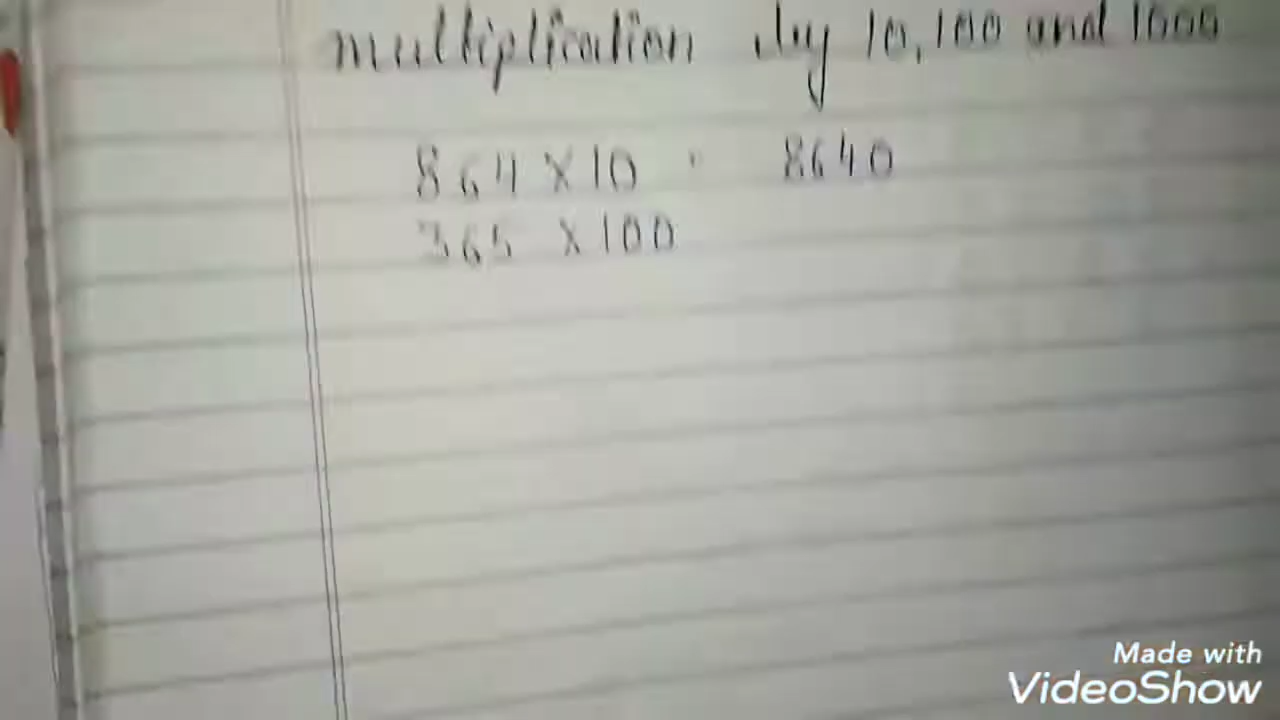 multiplication by 10, 100 and 1000
864 X 10 = 8640
365 X 100
Made with
VideoShow